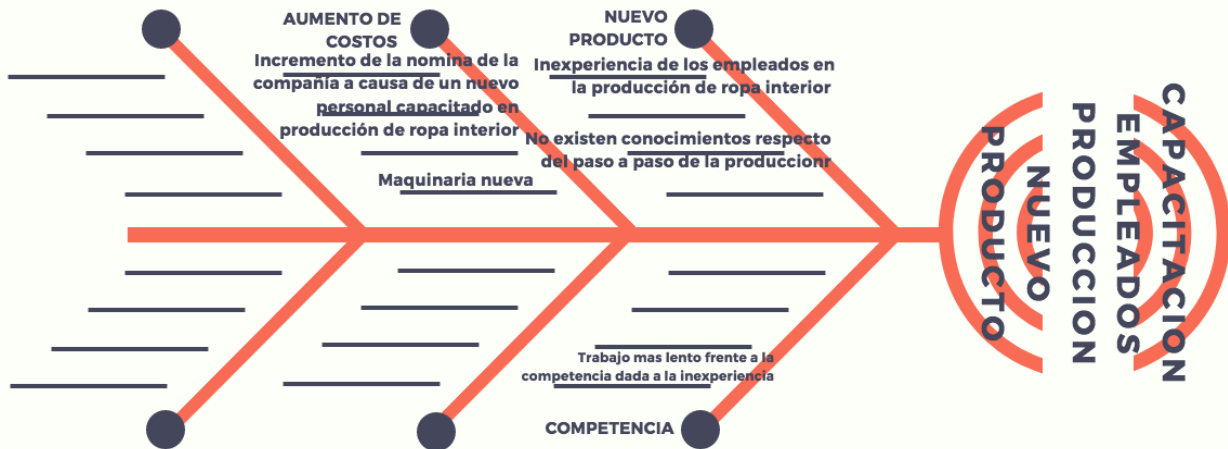 AUMENTO DE
COSTOS
Incremento de la nomina de la
compañía a causa de un nuevo
personal capacitado en
producción de ropa interior
Maquinaria nueva
NUEVO
PRODUCTO
Inexperiencia de los empleados en
la producción de ropa interior
No existen conocimientos respecto
del paso a paso de la produccionr
Trabajo mas lento frente a la
competencia dada a la inexperiencia
COMPETENCIA
CAPACITACION
EMPLEADOS
PRODUCCION
NUEVO
PRODUCTO